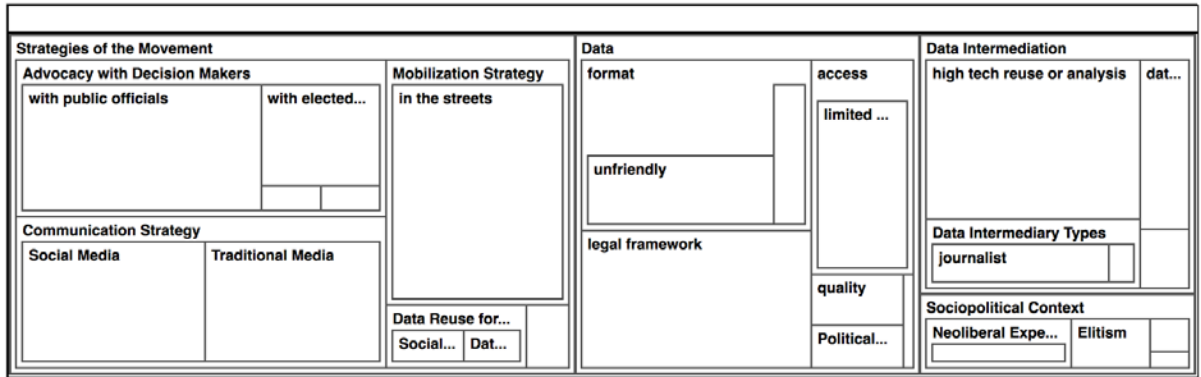 Strategies of the Movement
Advocacy with Decision Makers
with public officials
with elected...
Communication Strategy
Social Media
Traditional Media
Mobilization Strategy
in the streets
Data Reuse for...
Social...
Dat...
Data
format
unfriendly
legal framework
access
limited ...
quality
Political...
Data Intermediation
high tech reuse or analysis
dat...
Data Intermediary Types
journalist
Sociopolitical Context
Neoliberal Expe...
Elitism